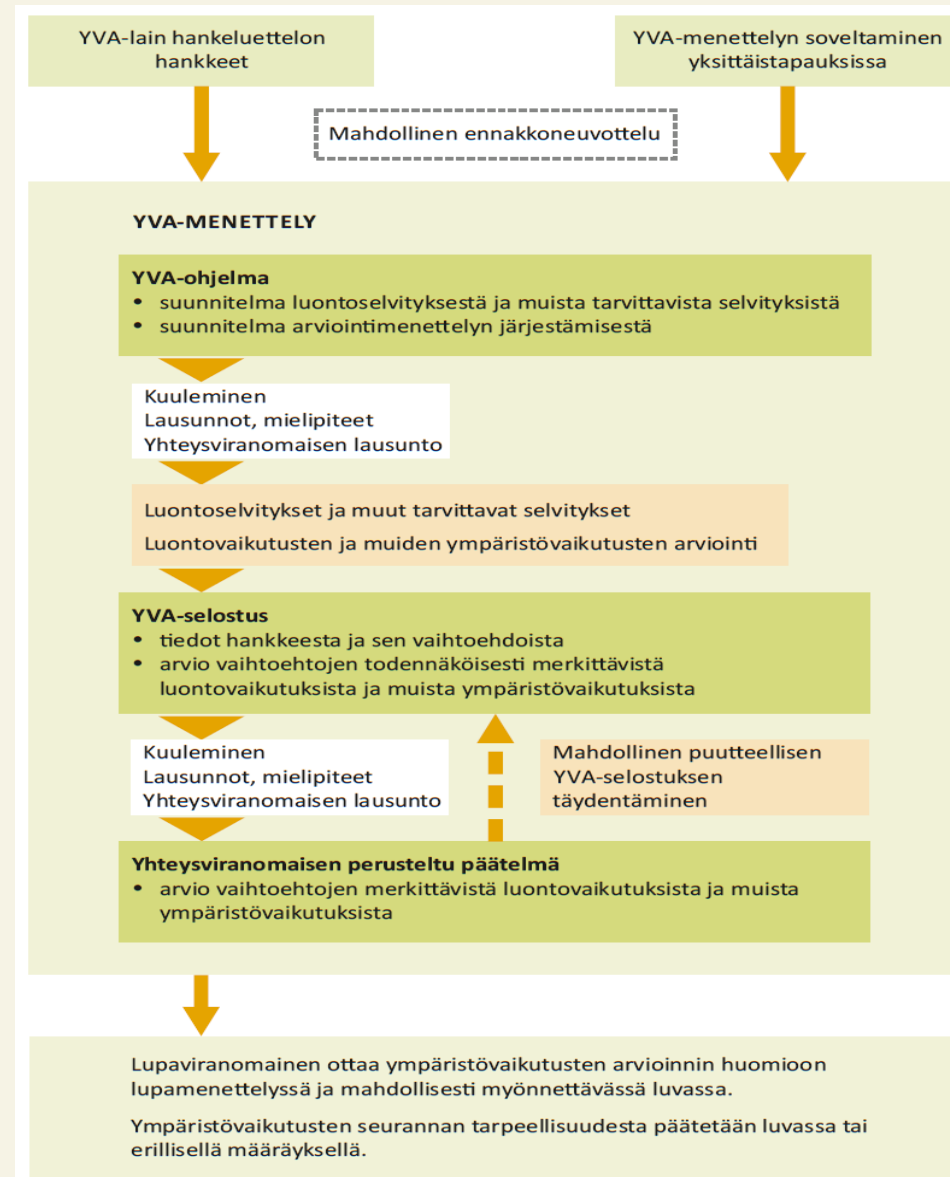 YVA-lain hankeluettelon
hankkeet
YVA-menettelyn soveltaminen
yksittäistapauksissa
Mahdollinen ennakkoneuvottelu
YVA-MENETTELY
YVA-ohjelma
• suunnitelma luontoselvityksestä ja muista tarvittavista selvityksistä
• suunnitelma arviointimenettelyn järjestämisestä
Kuuleminen
Lausunnot, mielipiteet
Yhteysviranomaisen lausunto
Luontoselvitykset ja muut tarvittavat selvitykset
Luontovaikutusten ja muiden ympäristövaikutusten arviointi
YVA-selostus
• tiedot hankkeesta ja sen vaihtoehdoista
• arvio vaihtoehtojen todennäköisesti merkittävistä
luontovaikutuksista ja muista ympäristövaikutuksista
Kuuleminen
Lausunnot, mielipiteet
Yhteysviranomaisen lausunto
Mahdollinen puutteellisen
YVA-selostuksen
täydentäminen
Yhteysviranomaisen perusteltu päätelmä
• arvio vaihtoehtojen merkittävistä luontovaikutuksista ja muista
ympäristövaikutuksista
Lupaviranomainen ottaa ympäristövaikutusten arvioinnin huomioon
lupamenettelyssä ja mahdollisesti myönnettävässä luvassa.
Ympäristövaikutusten seurannan tarpeellisuudesta päätetään luvassa tai
erillisellä määräyksellä.